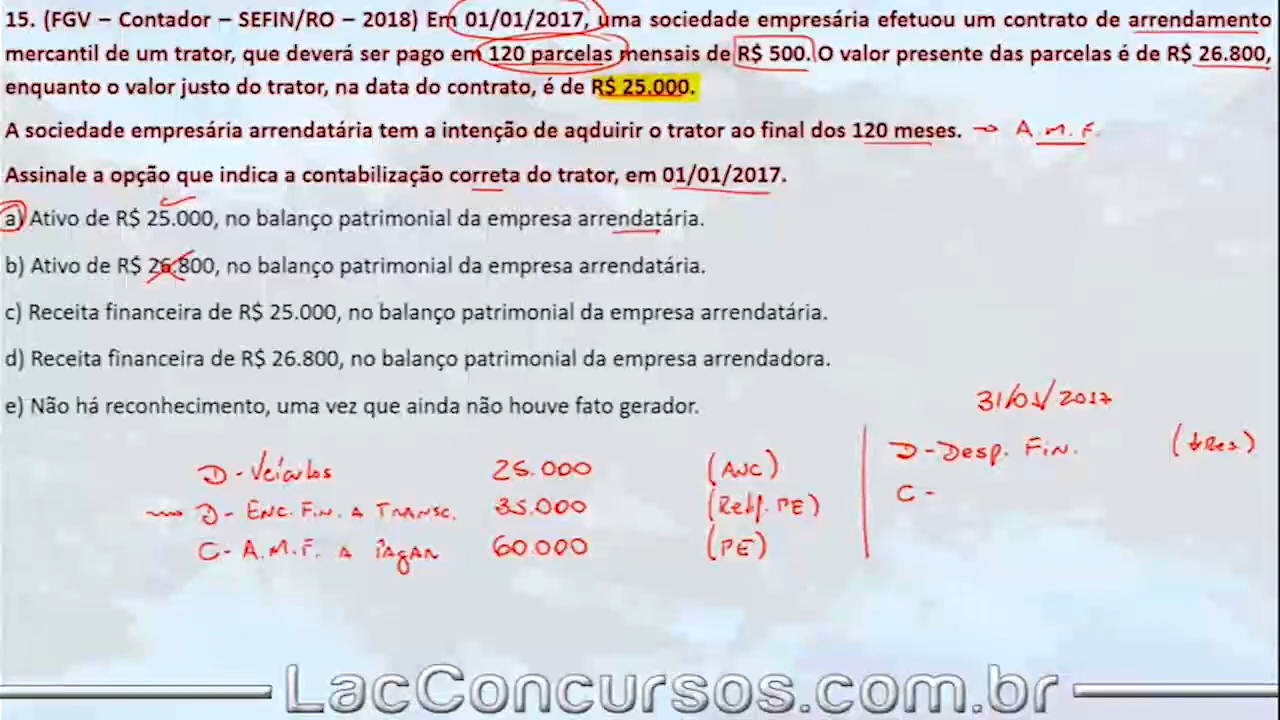 15. (FGV – Contador – SEFIN/RO – 2018) Em 01/01/2017, uma sociedade empresária efetuou um contrato de arrendamento
mercantil de um trator, que deverá ser pago em 120 parcelas mensais de R$ 500. O valor presente das parcelas é de R$ 26.800,
enquanto o valor justo do trator, na data do contrato, é de R$ 25.000.
A sociedade empresária arrendatária tem a intenção de aqduirir o trator ao final dos 120 meses. → A.M.F.
Assinale a opção que indica a contabilização correta do trator, em 01/01/2017.
a) Ativo de R$ 25.000, no balanço patrimonial da empresa arrendatária.
b) Ativo de R$ 26.800, no balanço patrimonial da empresa arrendatária.
c) Receita financeira de R$ 25.000, no balanço patrimonial da empresa arrendatária.
d) Receita financeira de R$ 26.800, no balanço patrimonial da empresa arrendadora.
e) Não há reconhecimento, uma vez que ainda não houve fato gerador.
31/01/2017
D - Veículos 25.000 (ANC)
D - Enc. Fin. a Transc. 35.000 (Retif. PE)
C - A.M.F. a Pagar 60.000 (PE)
D - Desp. Fin. (↓Res.)
C -
LacConcursos.com.br